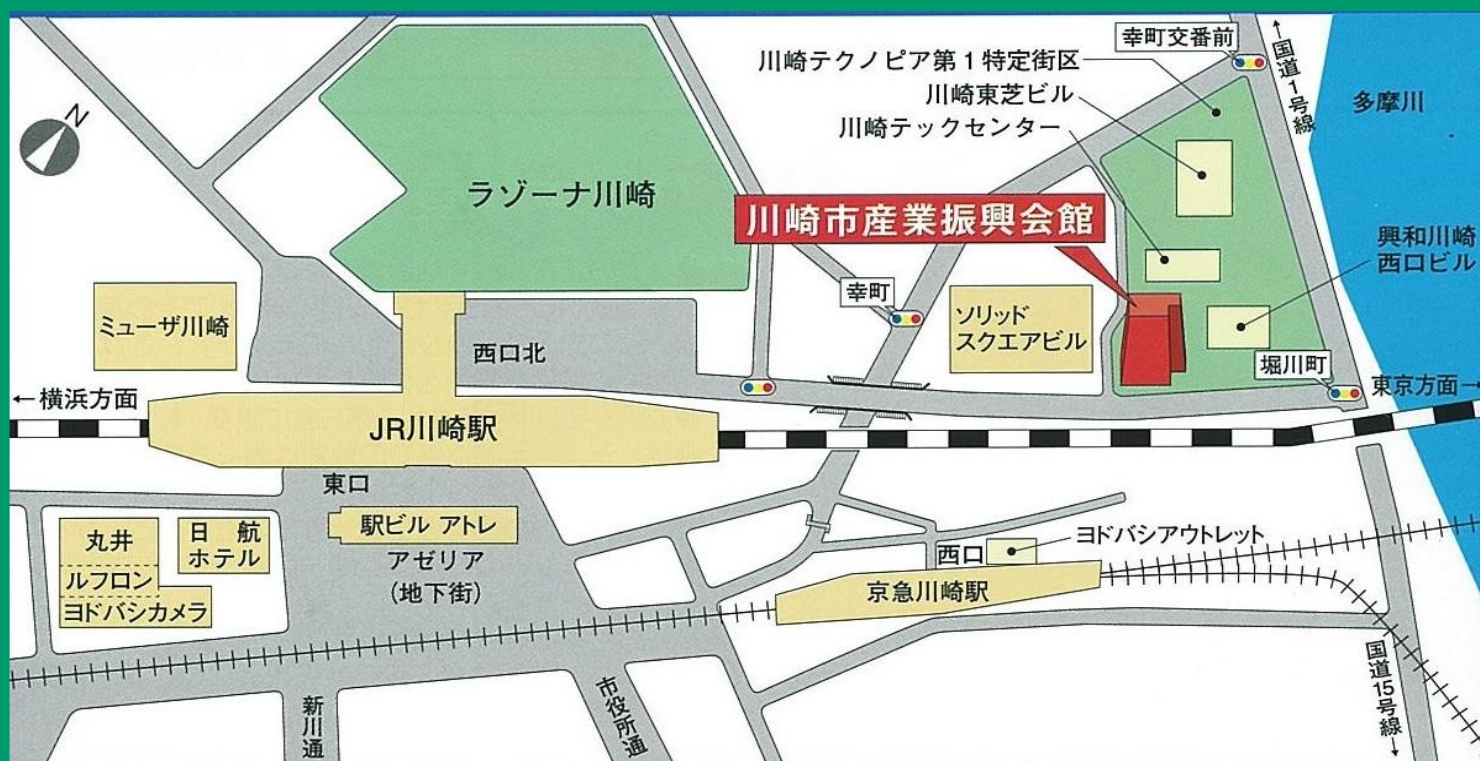 N
幸町交番前
↑国道1号線
川崎テクノピア第1特定街区
川崎東芝ビル
川崎テックセンター
多摩川
ラゾーナ川崎
川崎市産業振興会館
興和川崎
西口ビル
幸町
ミューザ川崎
ソリッド
スクエアビル
西口北
堀川町
←横浜方面
東京方面→
JR川崎駅
東口
丸井
日 航
ホテル
駅ビル アトレ
ルフロン
アゼリア
(地下街)
ヨドバシカメラ
西口
ヨドバシアウトレット
京急川崎駅
新川通
市役所通
国道15号線→